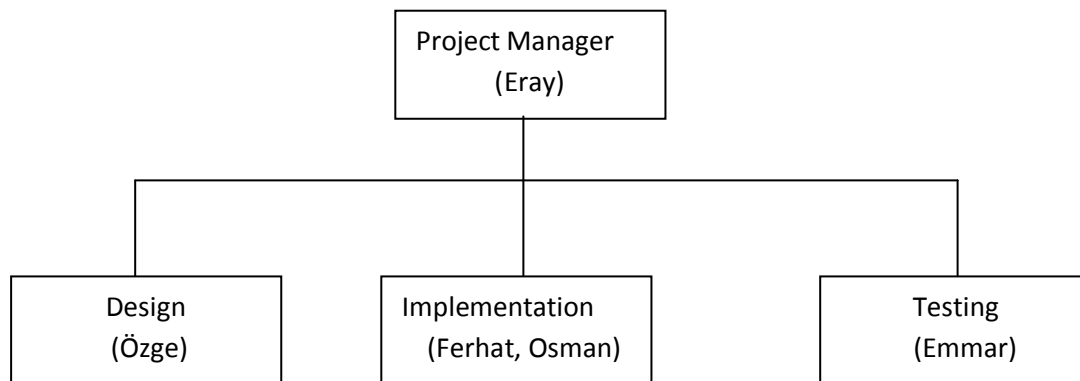 Project Manager
(Eray)
Design
(Özge)
Implementation
(Ferhat, Osman)
Testing
(Emmar)